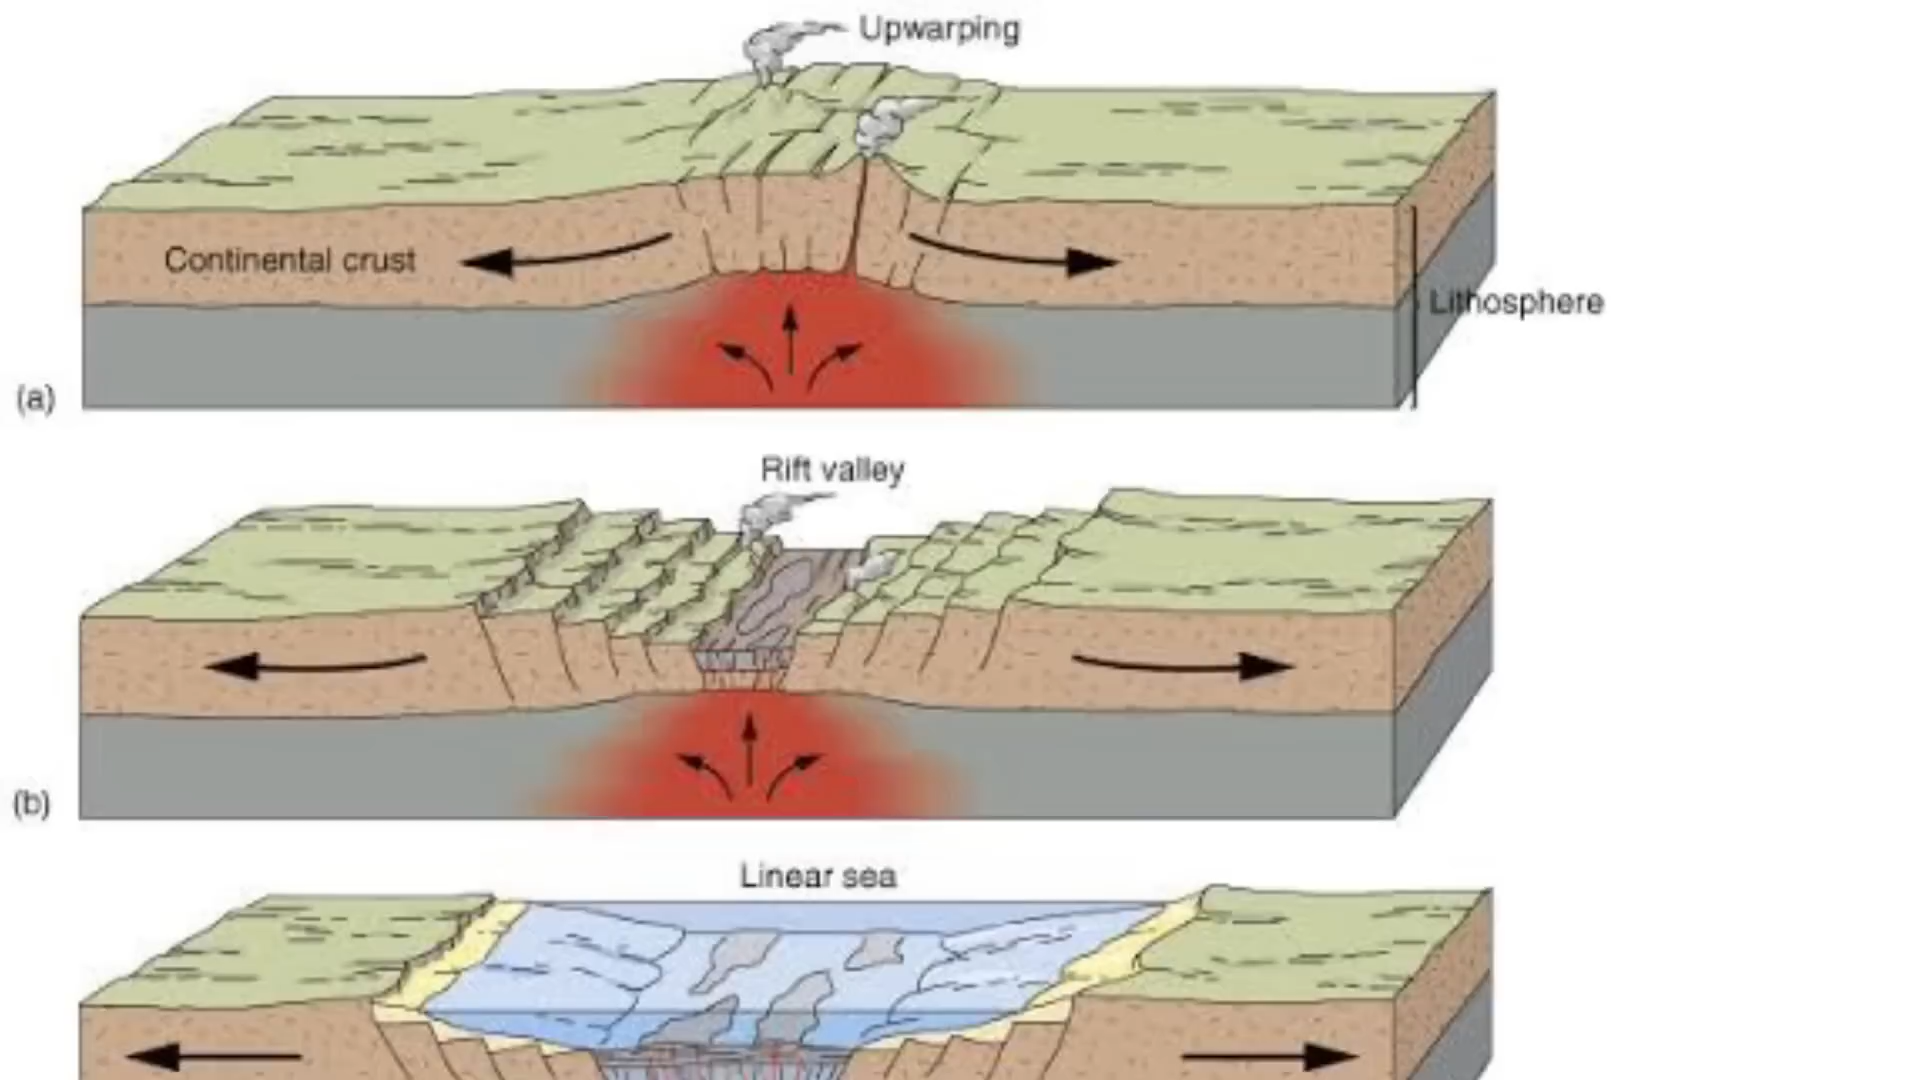 Upwarping
Continental crust
Lithosphere
(a)
Rift valley
(b)
Linear sea